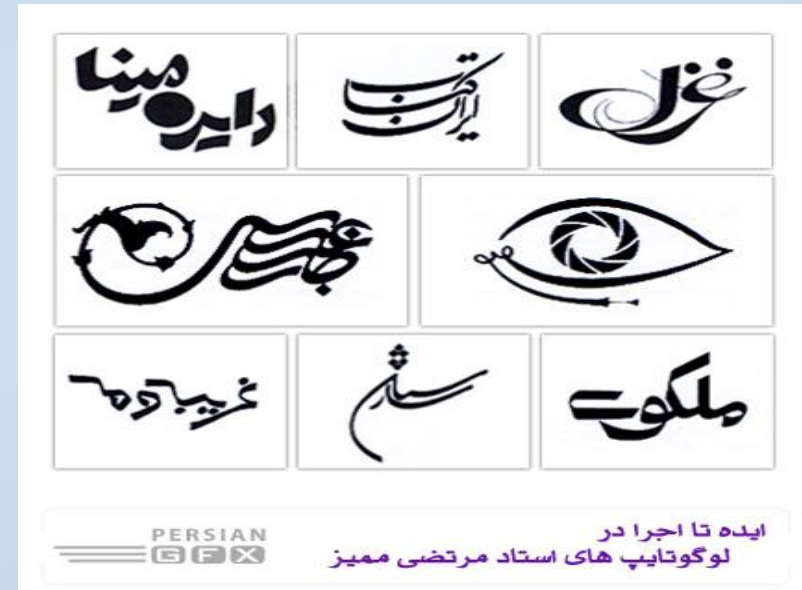 غزل
ایران کتاب
دایره مینا
ملکوت
غریبه و مه
ایده تا اجرا در
لوگوتایپ های استاد مرتضی ممیز
PERSIAN
GFX